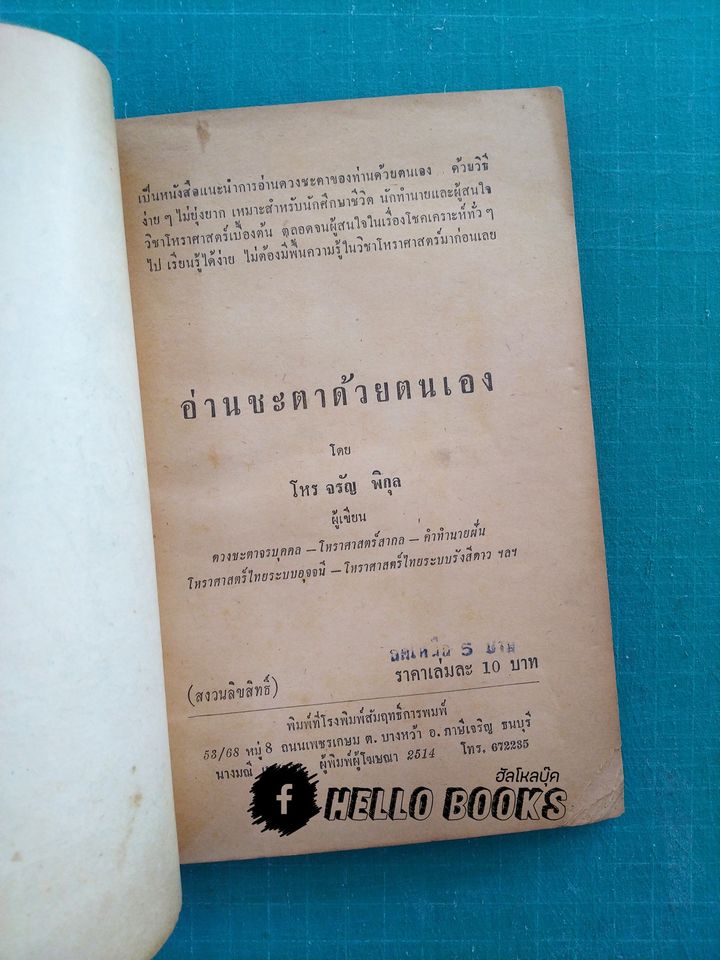 เป็นหนังสือแนะนำการอ่านดวงชะตาของท่านด้วยตนเอง ด้วยวิธี
ง่าย ๆ ไม่ยุ่งยาก เหมาะสำหรับนักศึกษาชีวิต นักทำนายและผู้สนใจ
วิชาโหราศาสตร์เบื้องต้น ตลอดจนผู้สนใจในเรื่องโชคเคราะห์ทั่ว ๆ
ไป เรียนรู้ได้ง่าย ไม่ต้องมีพื้นความรู้ในวิชาโหราศาสตร์มาก่อนเลย
อ่านชะตาด้วยตนเอง
โดย
โหร จรัญ พิกุล
ผู้เขียน
ดวงชะตาจรบุคคล — โหราศาสตร์สากล — คำทำนายฝัน
โหราศาสตร์ไทยระบบอุจจนี — โหราศาสตร์ไทยระบบรังสีดาว ฯลฯ
ลดเหลือ 5 บาท
(สงวนลิขสิทธิ์) ราคาเล่มละ 10 บาท
พิมพ์ที่โรงพิมพ์สัมฤทธิ์การพมพ์
53/68 หมู่ 8 ถนนเพชรเกษม ต. บางหว้า อ. ภาษีเจริญ ธนบุรี
นางมณี ผู้พิมพ์ผู้โฆษณา 2514 โทร. 672285
ฮัลโหลบุ๊ค
f HELLO BOOKS